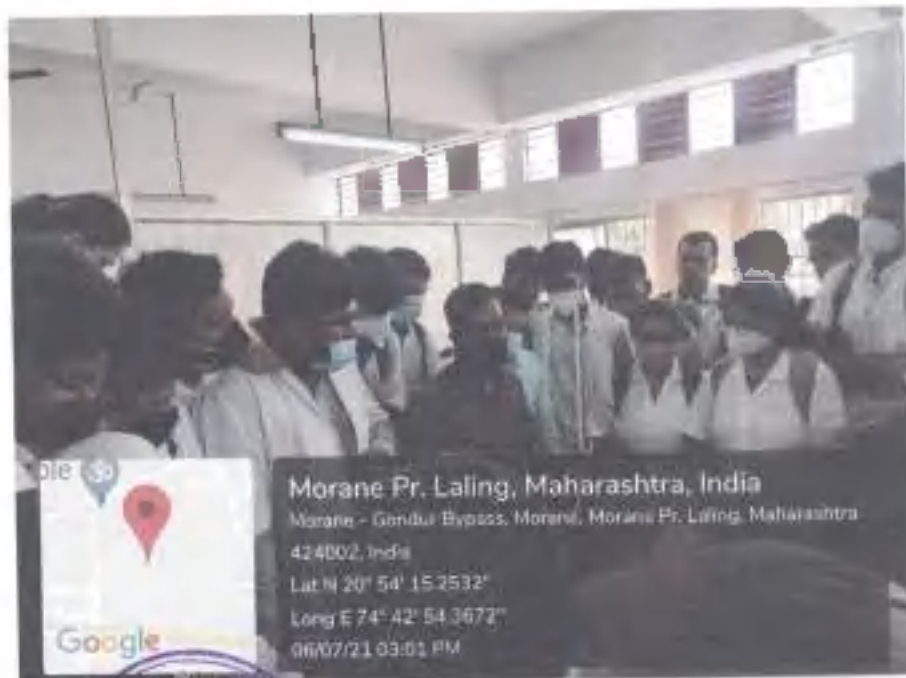 Google
Morane Pr. Laling, Maharashtra, India
Morane - Gondur Bypass, Morane, Morane Pr. Laling, Maharashtra
424002, India
Lat N 20° 54' 15.2532"
Long E 74° 42' 54.3672"
06/07/21 03:01 PM